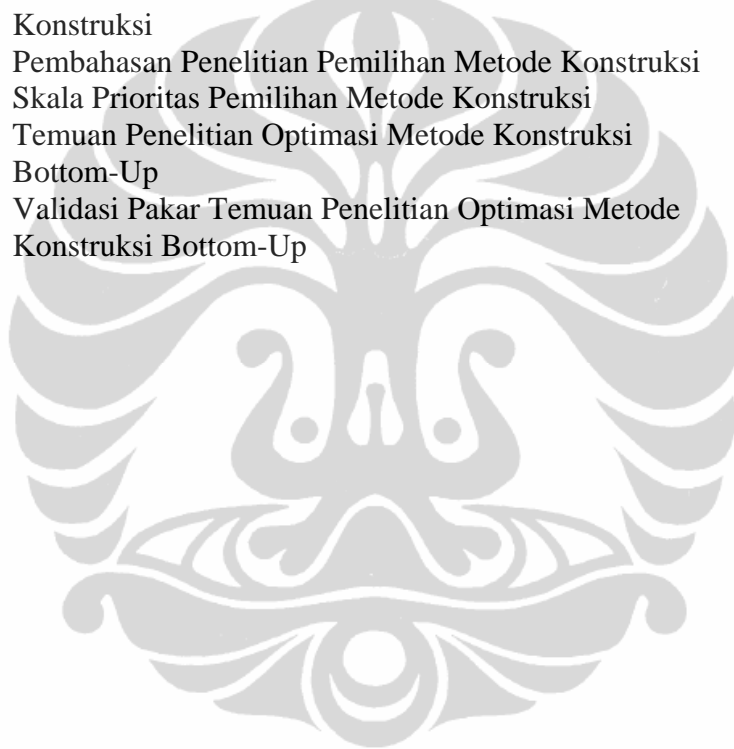 Konstruksi
Pembahasan Penelitian Pemilihan Metode Konstruksi
Skala Prioritas Pemilihan Metode Konstruksi
Temuan Penelitian Optimasi Metode Konstruksi
Bottom-Up
Validasi Pakar Temuan Penelitian Optimasi Metode
Konstruksi Bottom-Up